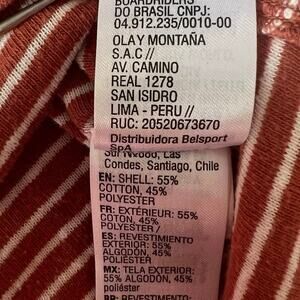 BOARDRIDERS
DO BRASIL CNPJ:
04.912.235/0010-00
OLAY MONTAÑA
S.A.C //
AV. CAMINO
REAL 1278
SAN ISIDRO
LIMA - PERU //
RUC: 20520673670
Distribuidora Belsport
SpA
Las
Condes, Santiago, Chile
EN: SHELL: 55%
COTTON, 45%
POLYESTER
FR: EXTÉRIEUR: 55%
COTON, 45%
POLYESTER /
ES: REVESTIMIENTO
EXTERIOR: 55%
ALGODÓN, 45%
POLIÉSTER
MX: TELA EXTERIOR:
55% ALGODÓN, 45%
poliéster